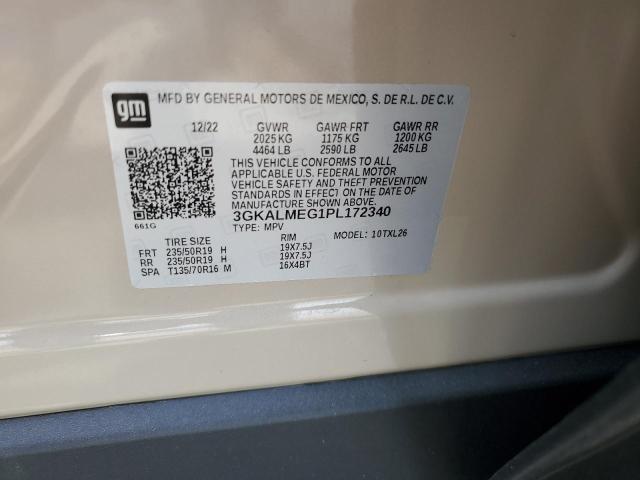 gm
MFD BY GENERAL MOTORS DE MEXICO, S. DE R.L. DE C.V.
12/22 GVWR GAWR FRT GAWR RR
2025 KG 1175 KG 1200 KG
4464 LB 2590 LB 2645 LB
THIS VEHICLE CONFORMS TO ALL
APPLICABLE U.S. FEDERAL MOTOR
VEHICLE SAFETY AND THEFT PREVENTION
STANDARDS IN EFFECT ON THE DATE OF
MANUFACTURE SHOWN ABOVE.
661G 3GKALMEG1PL172340
TYPE: MPV MODEL: 10TXL26
TIRE SIZE RIM
FRT 235/50R19 H 19X7.5J
RR 235/50R19 H 19X7.5J
SPA T135/70R16 M 16X4BT